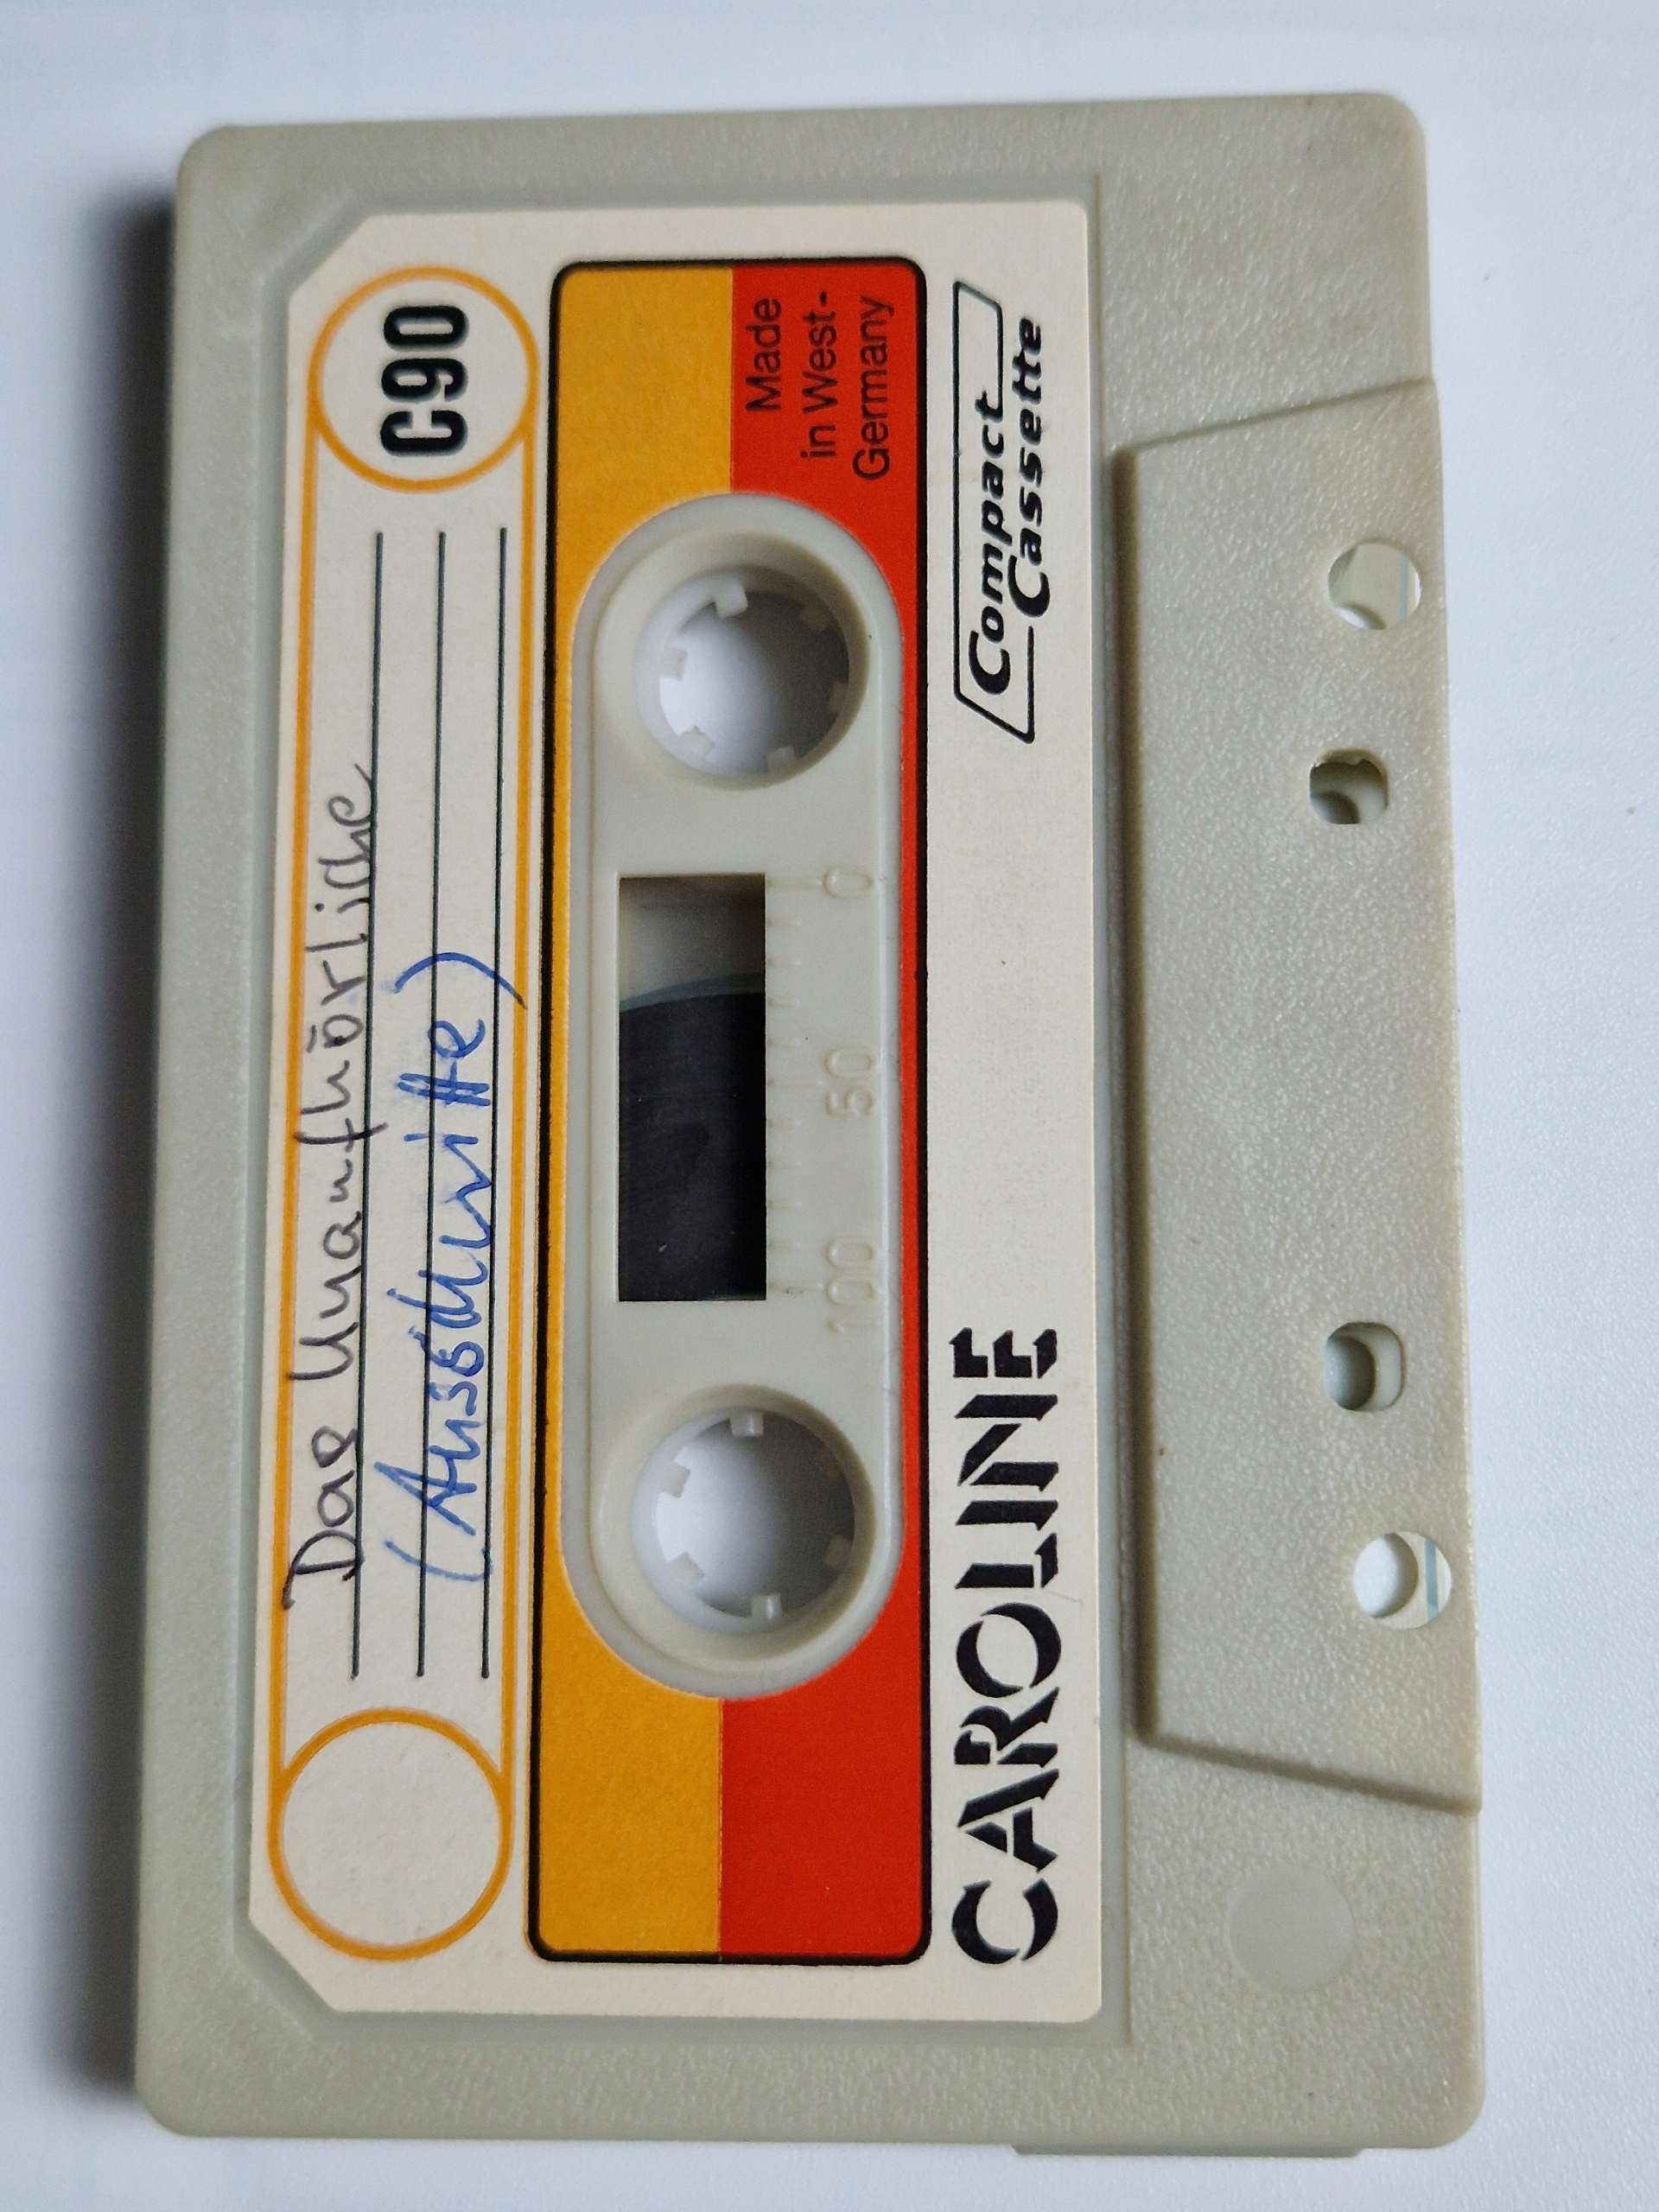 Das Unaufhörliche
(Ausschnitte)
C90
Made
in West-
Germany
100 50 0
CAROLINE
Compact
Cassette